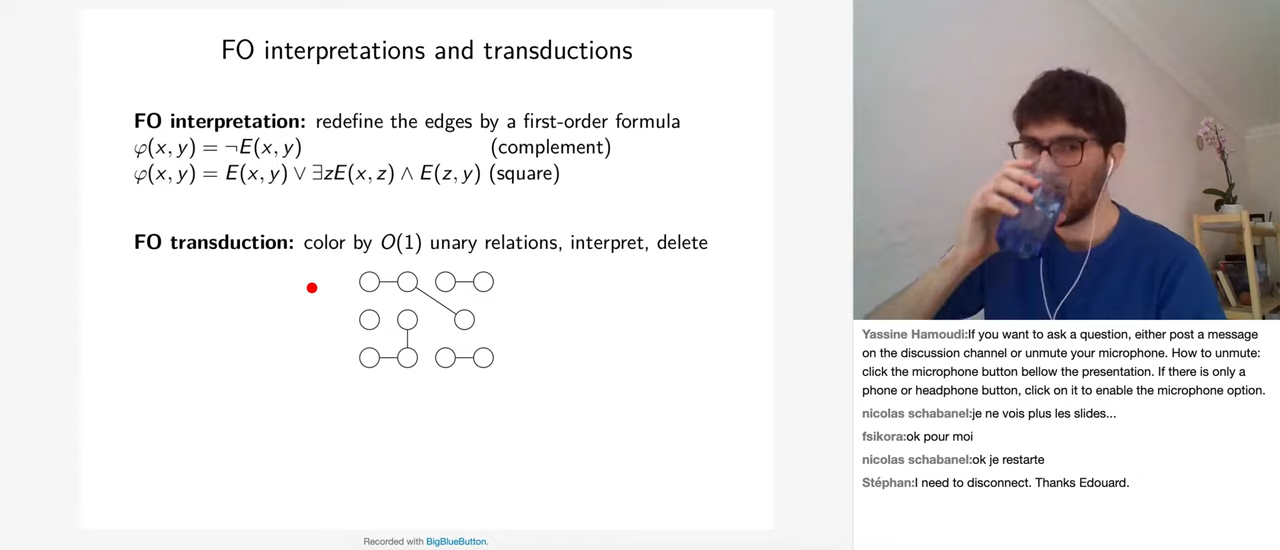 FO interpretations and transductions
FO interpretation: redefine the edges by a first-order formula
φ(x, y) = ¬E(x, y) (complement)
φ(x, y) = E(x, y) ∨ ∃zE(x, z) ∧ E(z, y) (square)
FO transduction: color by O(1) unary relations, interpret, delete
Recorded with BigBlueButton.
Yassine Hamoudi:If you want to ask a question, either post a message
on the discussion channel or unmute your microphone. How to unmute:
click the microphone button bellow the presentation. If there is only a
phone or headphone button, click on it to enable the microphone option.
nicolas schabanel:je ne vois plus les slides...
fsikora:ok pour moi
nicolas schabanel:ok je restarte
Stéphan:I need to disconnect. Thanks Edouard.